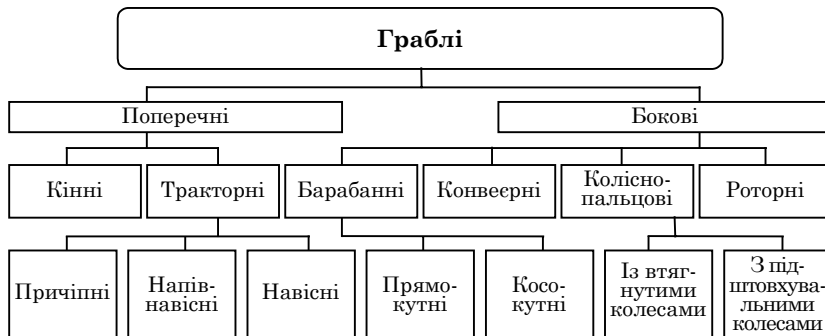 Граблі
Поперечні
Бокові
Кінні
Тракторні
Барабанні
Конвеєрні
Колісно-
пальцові
Роторні
Причіпні
Напів-
навісні
Навісні
Прямо-
кутні
Косо-
кутні
Із втяг-
нутими
колесами
З під-
штовхува-
льними
колесами